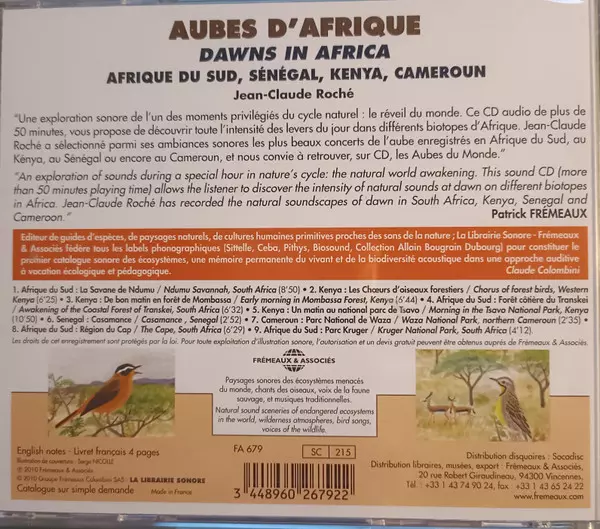 AUBES D'AFRIQUE
DAWNS IN AFRICA
AFRIQUE DU SUD, SÉNÉGAL, KENYA, CAMEROUN
Jean-Claude Roché
"Une exploration sonore de l'un des moments privilégiés du cycle naturel : le réveil du monde. Ce CD audio de plus de
50 minutes, vous propose de découvrir toute l'intensité des levers du jour dans différents biotopes d'Afrique. Jean-Claude
Roché a sélectionné parmi ses ambiances sonores les plus beaux concerts de l'aube enregistrés en Afrique du Sud, au
Kénya, au Sénégal ou encore au Cameroun, et nous convie à retrouver, sur CD, les Aubes du Monde."
"An exploration of sounds during a special hour in nature's cycle: the natural world awakening. This sound CD (more
than 50 minutes playing time) allows the listener to discover the intensity of natural sounds at dawn on different biotopes
in Africa. Jean-Claude Roché has recorded the natural soundscapes of dawn in South Africa, Kenya, Senegal and
Cameroon."
Patrick FRÉMEAUX
Editeur de guides d'espèces, de paysages naturels, de cultures humaines primitives proches des sons de la nature ; La Librairie Sonore - Frémeaux
& Associés fédère tous les labels phonographiques (Sittelle, Ceba, Pithys, Biosound, Collection Allain Bougrain Dubourg) pour constituer le
premier catalogue sonore des écosystèmes, une mémoire permanente du vivant et de la biodiversité acoustique dans une approche auditive
à vocation écologique et pédagogique.
Claude Colombini
1. Afrique du Sud : La Savane de Ndumu / Ndumu Savannah, South Africa (8'50) • 2. Kenya : Les Chœurs d'oiseaux forestiers / Chorus of forest birds, Western
Kenya (6'25) • 3. Kenya : De bon matin en forêt de Mombassa / Early morning in Mombassa Forest, Kenya (6'44) • 4. Afrique du Sud : Forêt côtière du Transkei
/ Awakening of the Coastal Forest of Transkei, South Africa (6'32) • 5. Kenya : Un matin au national parc de Tsavo / Morning in the Tsavo National Park, Kenya
(10'50) • 6. Senegal : Casamance / Casamance, Senegal (2'52) • 7. Cameroun : Parc National de Waza / Waza National Park, northern Cameroon (2'35) •
8. Afrique du Sud : Région du Cap / The Cape, South Africa (6'29) • 9. Afrique du Sud : Parc Kruger / Kruger National Park, South Africa (4'12).
Les droits de cet enregistrement sont protégés par la loi. Pour toute exploitation d'illustration sonore, l'autorisation et un devis gratuit peuvent être obtenus auprès de Frémeaux & Associés.
FRÉMEAUX & ASSOCIÉS
Paysages sonores
des écosystèmes menacés
du monde, chants des
oiseaux, voix de la faune
sauvage, et musiques traditionnelles.
Natural sound sceneries of endangered ecosystems
in the world, wilderness atmospheres, bird songs,
voices of the wildlife.
English notes - Livret français 4 pages
Illustration de couverture : Serge NICOLLE
℗ 2010 Frémeaux & Associés
© 2010 Groupe Frémeaux Colombini SAS - LA LIBRAIRIE SONORE
Catalogue sur simple demande
Made in France
FA 679
SC 215
3 448960 267922
Distribution disquaires : Socadisc
Distribution libraires, musées, export : Frémeaux & Associés,
20 rue Robert Giraudineau, 94300 Vincennes,
Tél. + 33 1 43 74 90 24, fax + 33 1 43 65 24 22
www.fremeaux.com